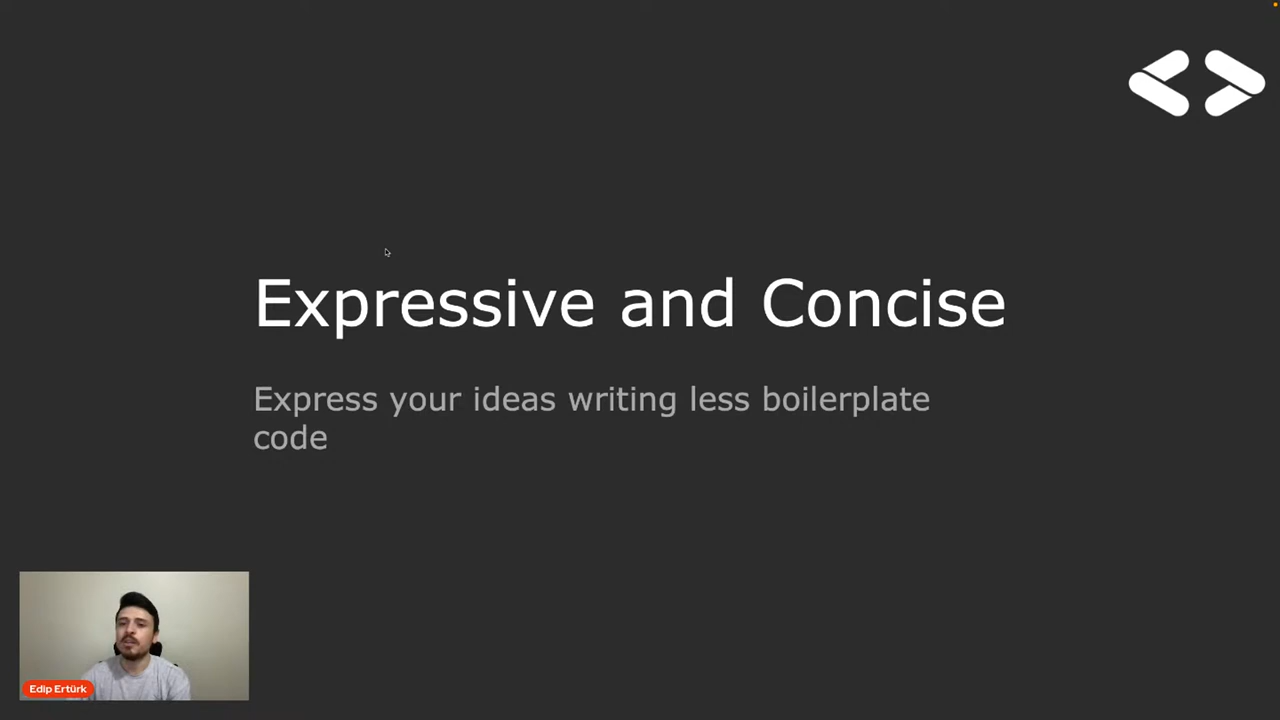 Expressive and Concise
Express your ideas writing less boilerplate
code
Edip Ertürk